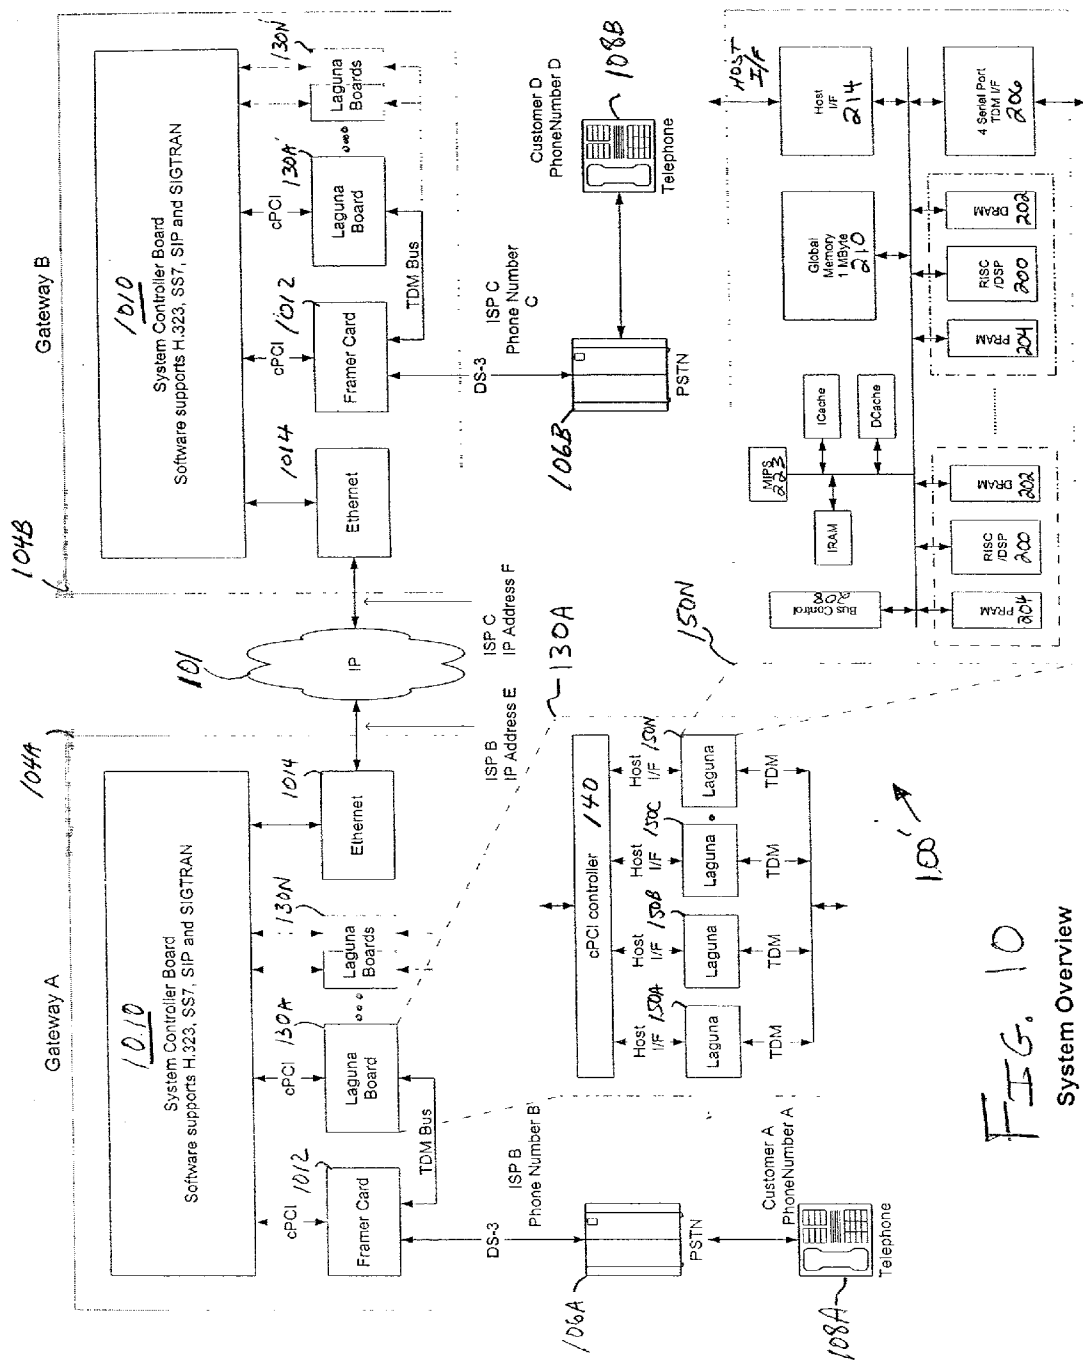 Gateway A
104A
System Controller Board
1010
Software supports H.323, SS7, SIP and SIGTRAN
cPCI
1012
Framer Card
cPCI
130A
Laguna
Board
130N
Laguna
Boards
1014
Ethernet
TDM Bus
DS-3
ISP B
Phone Number B
106A
PSTN
Customer A
PhoneNumber A
108A
Telephone
ISP B
IP Address E
101
IP
ISP C
IP Address F
Gateway B
104B
1010
System Controller Board
Software supports H.323, SS7, SIP and SIGTRAN
1014
Ethernet
cPCI
1012
Framer Card
cPCI
130A'
Laguna
Board
130N
Laguna
Boards
TDM Bus
DS-3
ISP C
Phone Number
C
106B
PSTN
Customer D
PhoneNumber D
108B
Telephone
130A
cPCI controller 140
Host
I/F
150A
Laguna
TDM
Host
I/F
150B
Laguna
TDM
Host
I/F
150C
Laguna
TDM
Host
I/F
150N
Laguna
TDM
150N
Bus Control
208
MIPS
223
IRAM
ICache
DCache
Global
Memory
1 MByte
210
HOST
I/F
Host
I/F
214
PRAM
204
RISC
/DSP
200
DRAM
202
PRAM
204
RISC
/DSP
200
DRAM
202
4 Serial Port
TDM I/F
206
100'
FIG. 10
System Overview